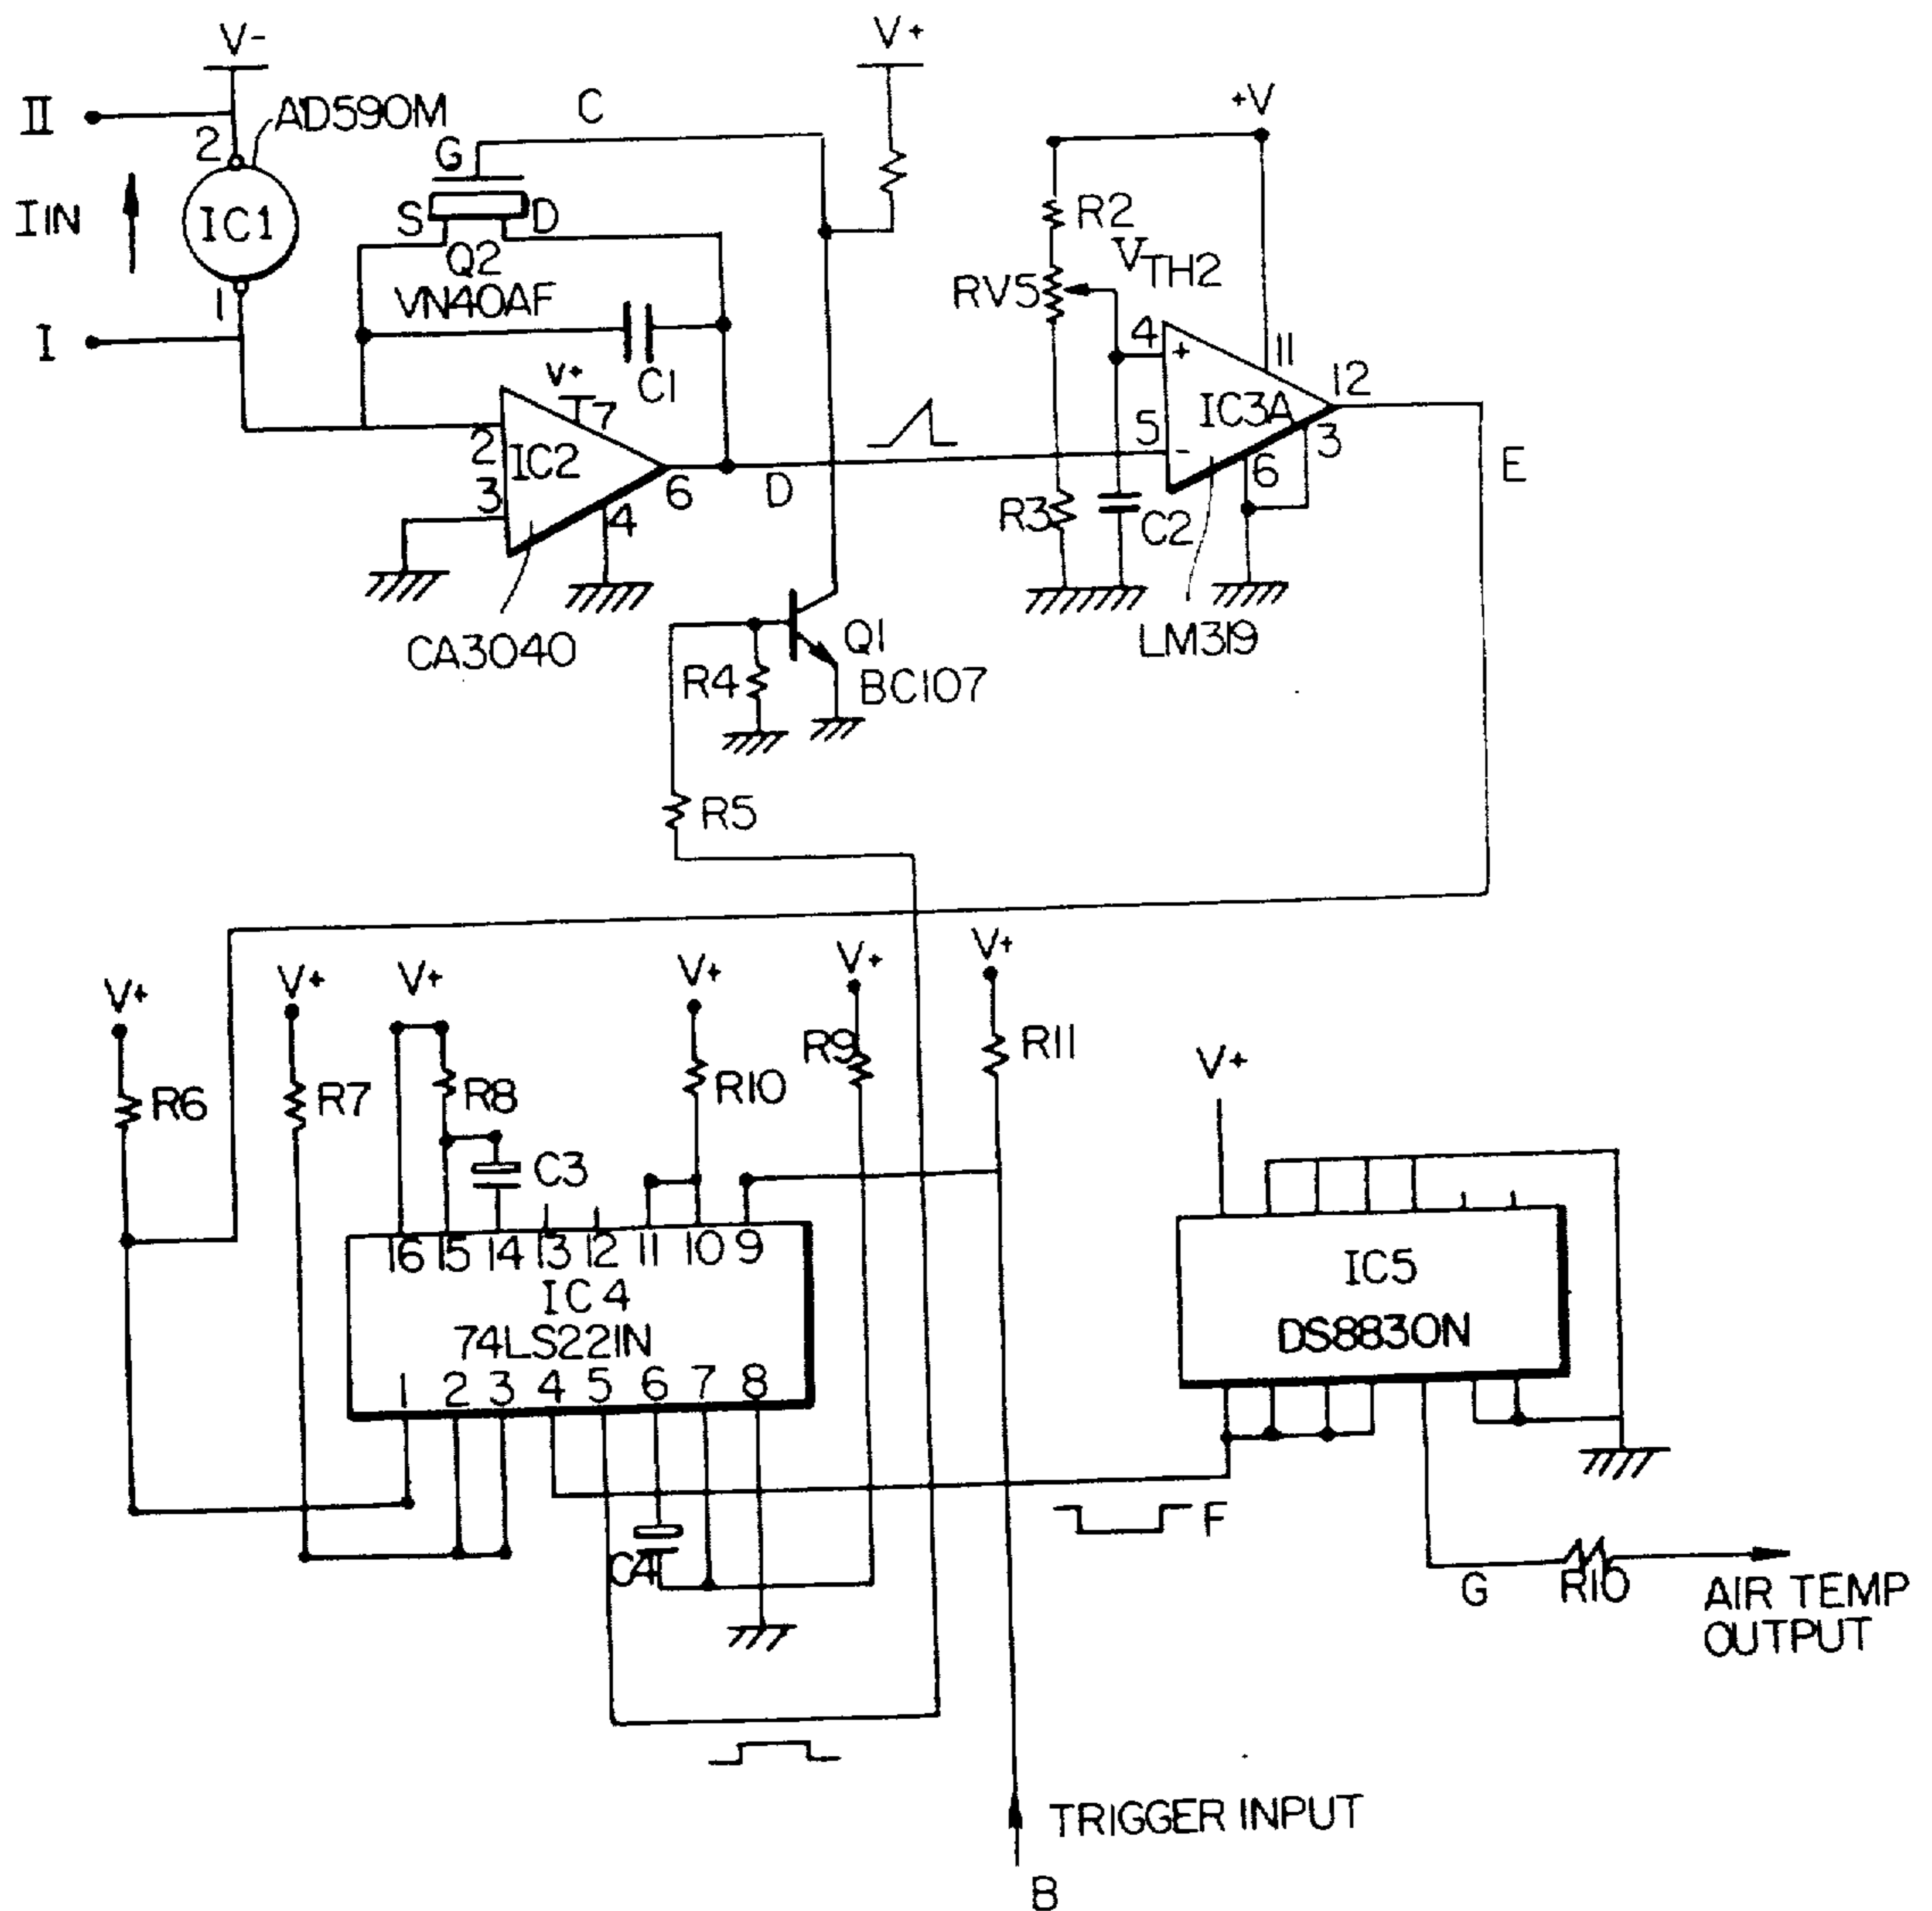 V-
V+
II
AD590M
C
+V
2
G
IIN
IC1
S
D
R2
Q2
VTH2
1
VN40AF
RV5
I
C1
4
+
11
V+
7
IC3A
12
2
IC2
5
-
3
3
6
D
6
E
4
R3
C2
CA3040
Q1
LM319
R4
BC107
R5
V+
V+
V+
V+
V+
V+
R9
R11
V+
R6
R7
R8
R10
C3
16 15 14 13 12 11 10 9
IC4
IC5
74LS221N
DS8830N
1 2 3 4 5 6 7 8
F
C4
G
R10
AIR TEMP
OUTPUT
TRIGGER INPUT
B